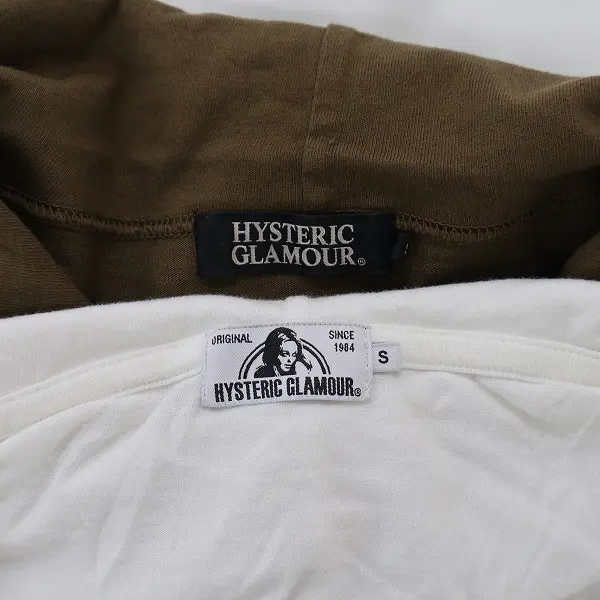 HYSTERIC
GLAMOUR®
ORIGINAL
SINCE
1984
HYSTERIC GLAMOUR®
S